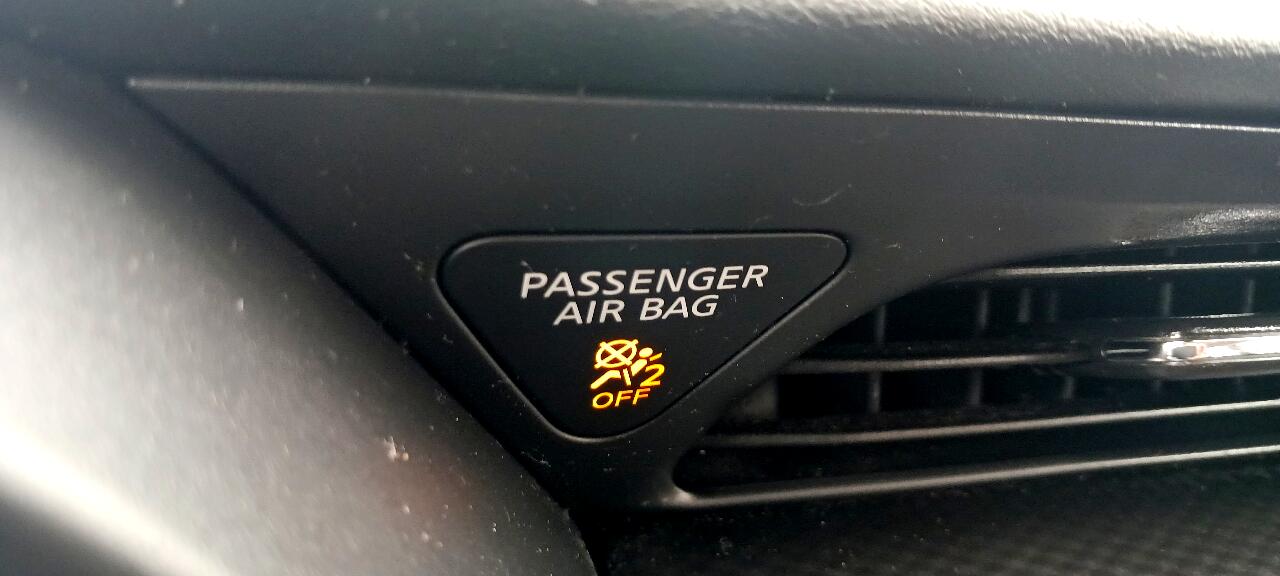 PASSENGER
AIR BAG
2
OFF